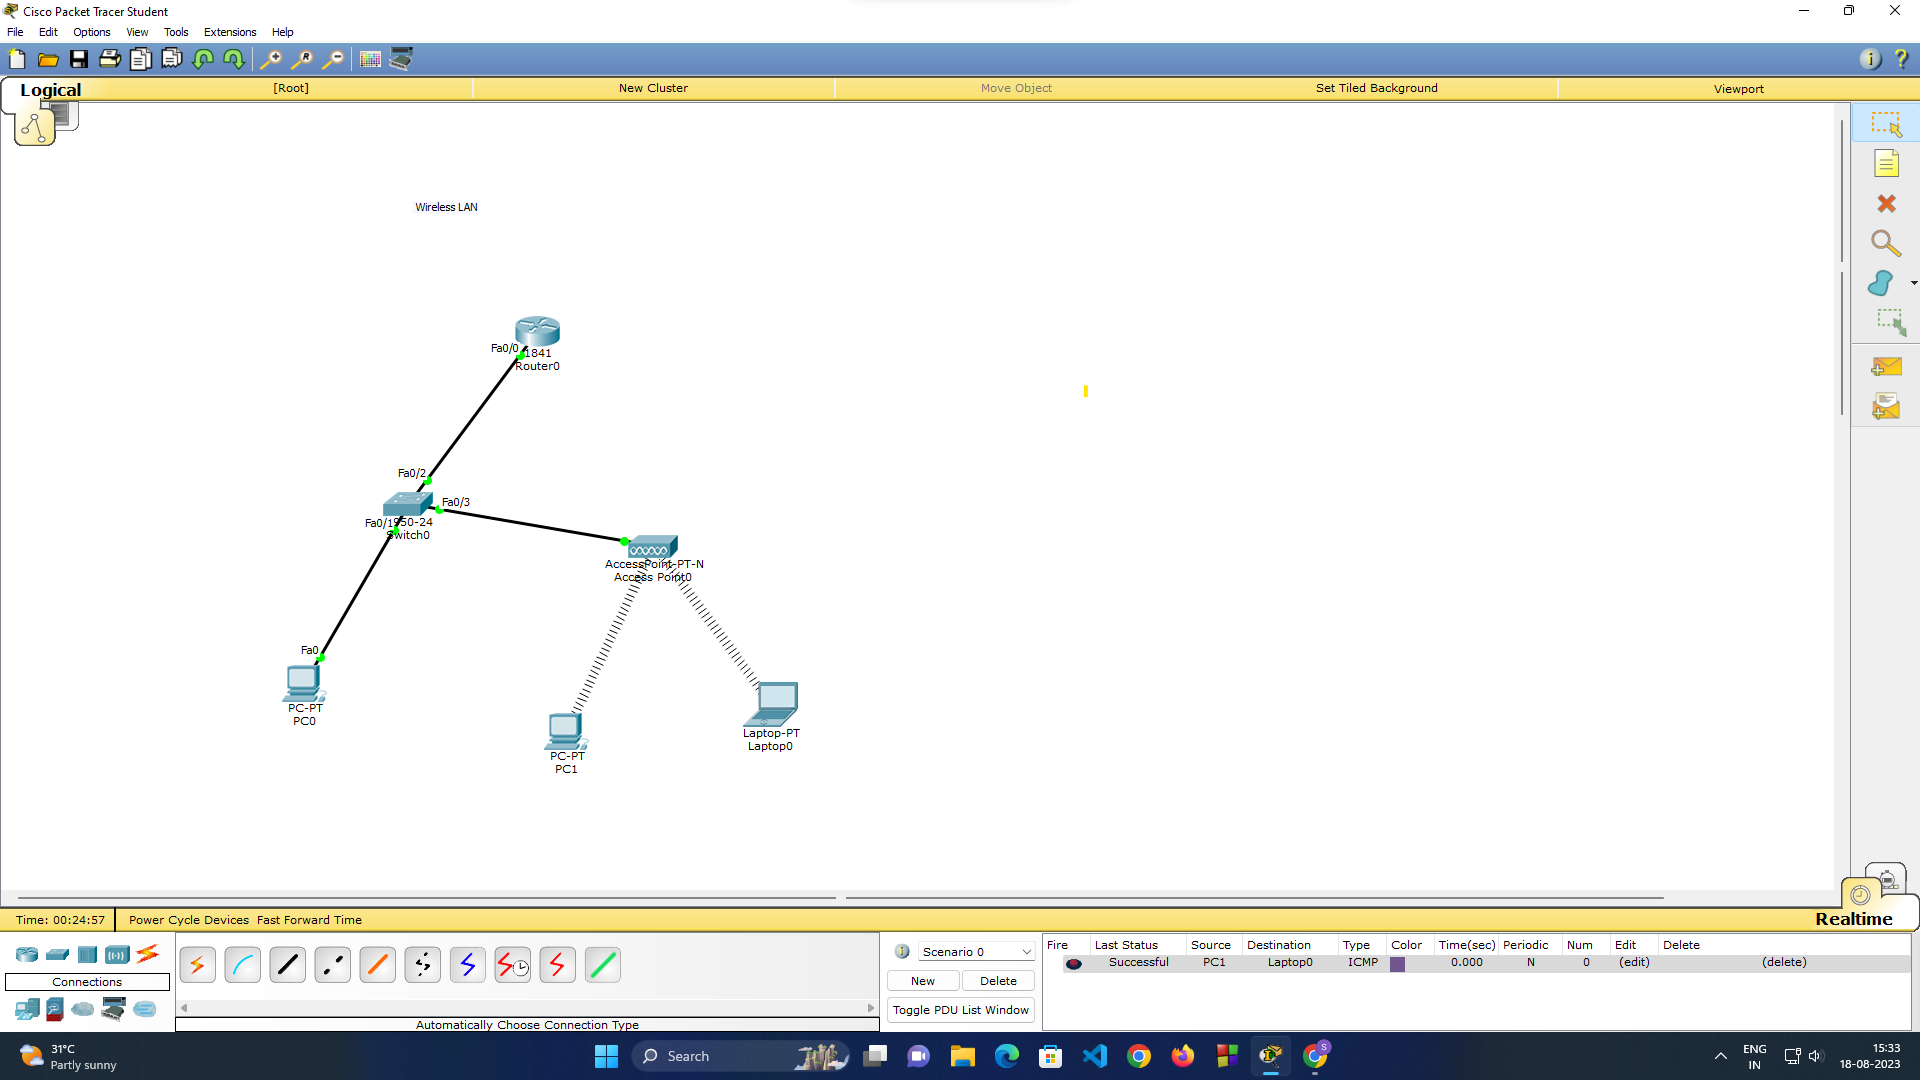 Cisco Packet Tracer Student
File Edit Options View Tools Extensions Help
Logical [Root] New Cluster Move Object Set Tiled Background Viewport
Wireless LAN
Fa0/0
1841
Router0
Fa0/2
Fa0/3
Fa0/1 950-24
Switch0
AccessPoint-PT-N
Access Point0
Fa0
PC-PT
PC0
Laptop-PT
Laptop0
PC-PT
PC1
Time: 00:24:57 Power Cycle Devices Fast Forward Time Realtime
Connections
Automatically Choose Connection Type
Scenario 0
New Delete
Toggle PDU List Window
Fire Last Status Source Destination Type Color Time(sec) Periodic Num Edit Delete
Successful PC1 Laptop0 ICMP 0.000 N 0 (edit) (delete)
31°C
Partly sunny
Search
S
ENG
IN
15:33
18-08-2023